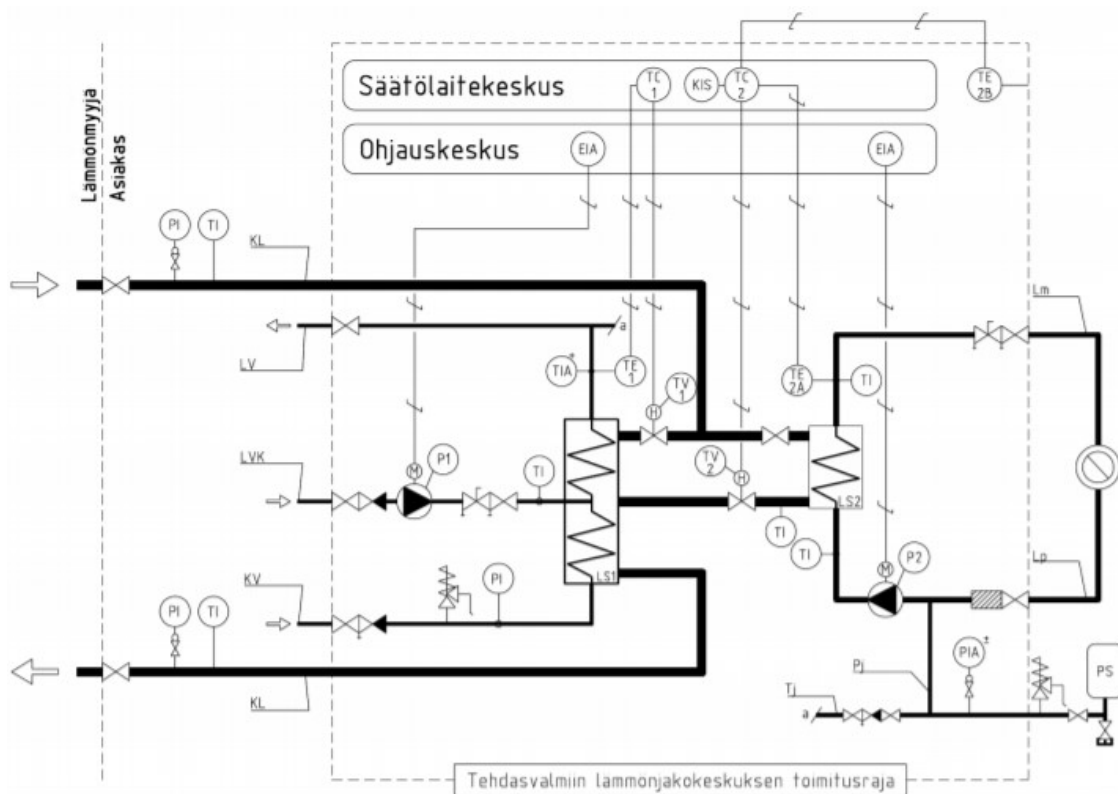 TE
2B
Säätölaitekeskus
TC
1
KIS
TC
2
Ohjauskeskus
EIA
EIA
Lämmönmyyjä
Asiakas
PI
TI
KL
Lm
a
LV
TIA±
TE
1
TV
1
TE
2A
TI
LVK
P1
TI
TV
2
LS2
TI
TI
P2
Lp
KV
PI
LS1
PI
TI
KL
PIA±
Pj
Tj
a
PS
Tehdasvalmiin lämmönjakokeskuksen toimitusraja
H
H
M
M